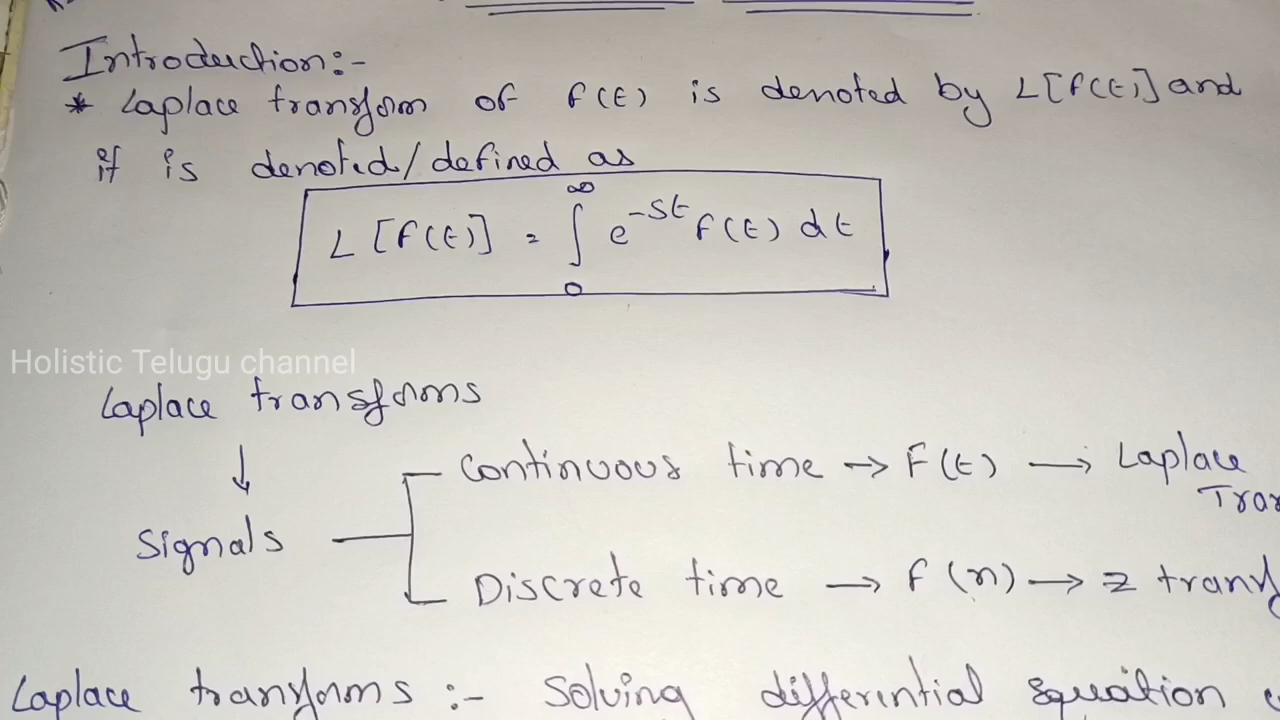 Introduction:-
* Laplace transform of f(t) is denoted by L[f(t)] and
it is denoted/defined as
L[f(t)] = ∫₀^∞ e^-st f(t) dt
Holistic Telugu channel
Laplace transforms
↓
Continuous time → F(t) → Laplace
Tran
Signals
Discrete time → f(n) → z transf
Laplace transforms :- Solving differential Equation